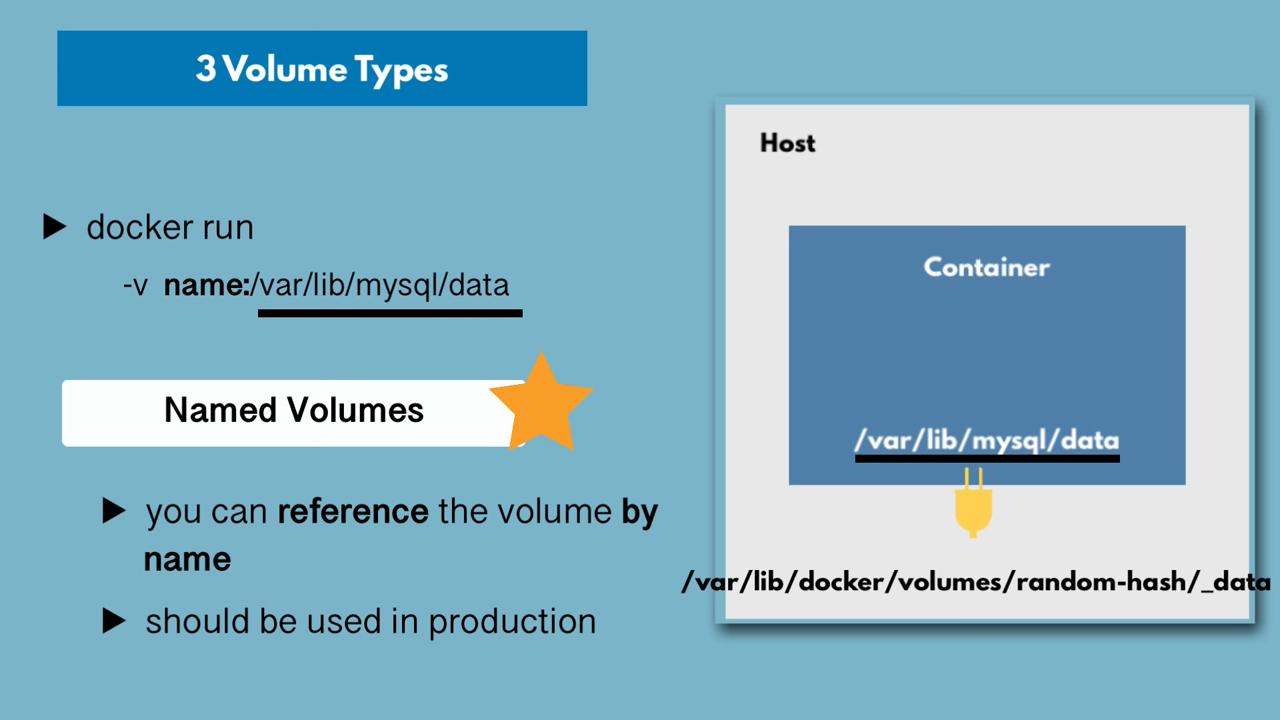 3 Volume Types
docker run
-v name:/var/lib/mysql/data
Named Volumes
you can reference the volume by
name
should be used in production
Host
Container
/var/lib/mysql/data
/var/lib/docker/volumes/random-hash/_data